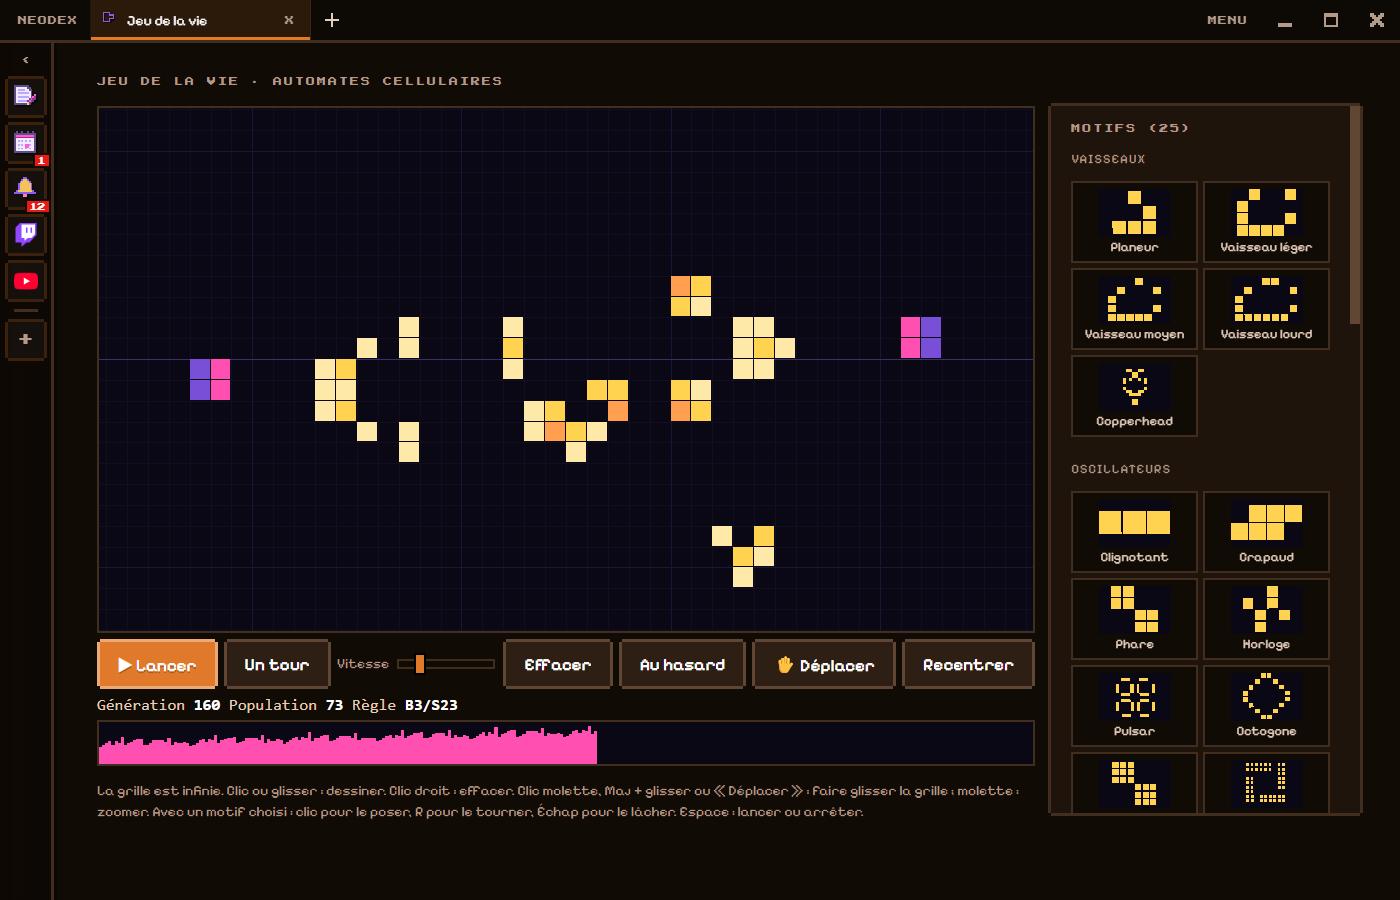 NEODEX
Jeu de la vie
MENU
JEU DE LA VIE · AUTOMATES CELLULAIRES
1
12
MOTIFS (25)
VAISSEAUX
Planeur
Vaisseau léger
Vaisseau moyen
Vaisseau lourd
Copperhead
OSCILLATEURS
Clignotant
Crapaud
Phare
Horloge
Pulsar
Octogone
Lancer
Un tour
Vitesse
Effacer
Au hasard
Déplacer
Recentrer
Génération 160 Population 73 Règle B3/S23
La grille est infinie. Clic ou glisser : dessiner. Clic droit : effacer. Clic molette, Maj + glisser ou « Déplacer » : faire glisser la grille ; molette :
zoomer. Avec un motif choisi : clic pour le poser, R pour le tourner, Échap pour le lâcher. Espace : lancer ou arrêter.